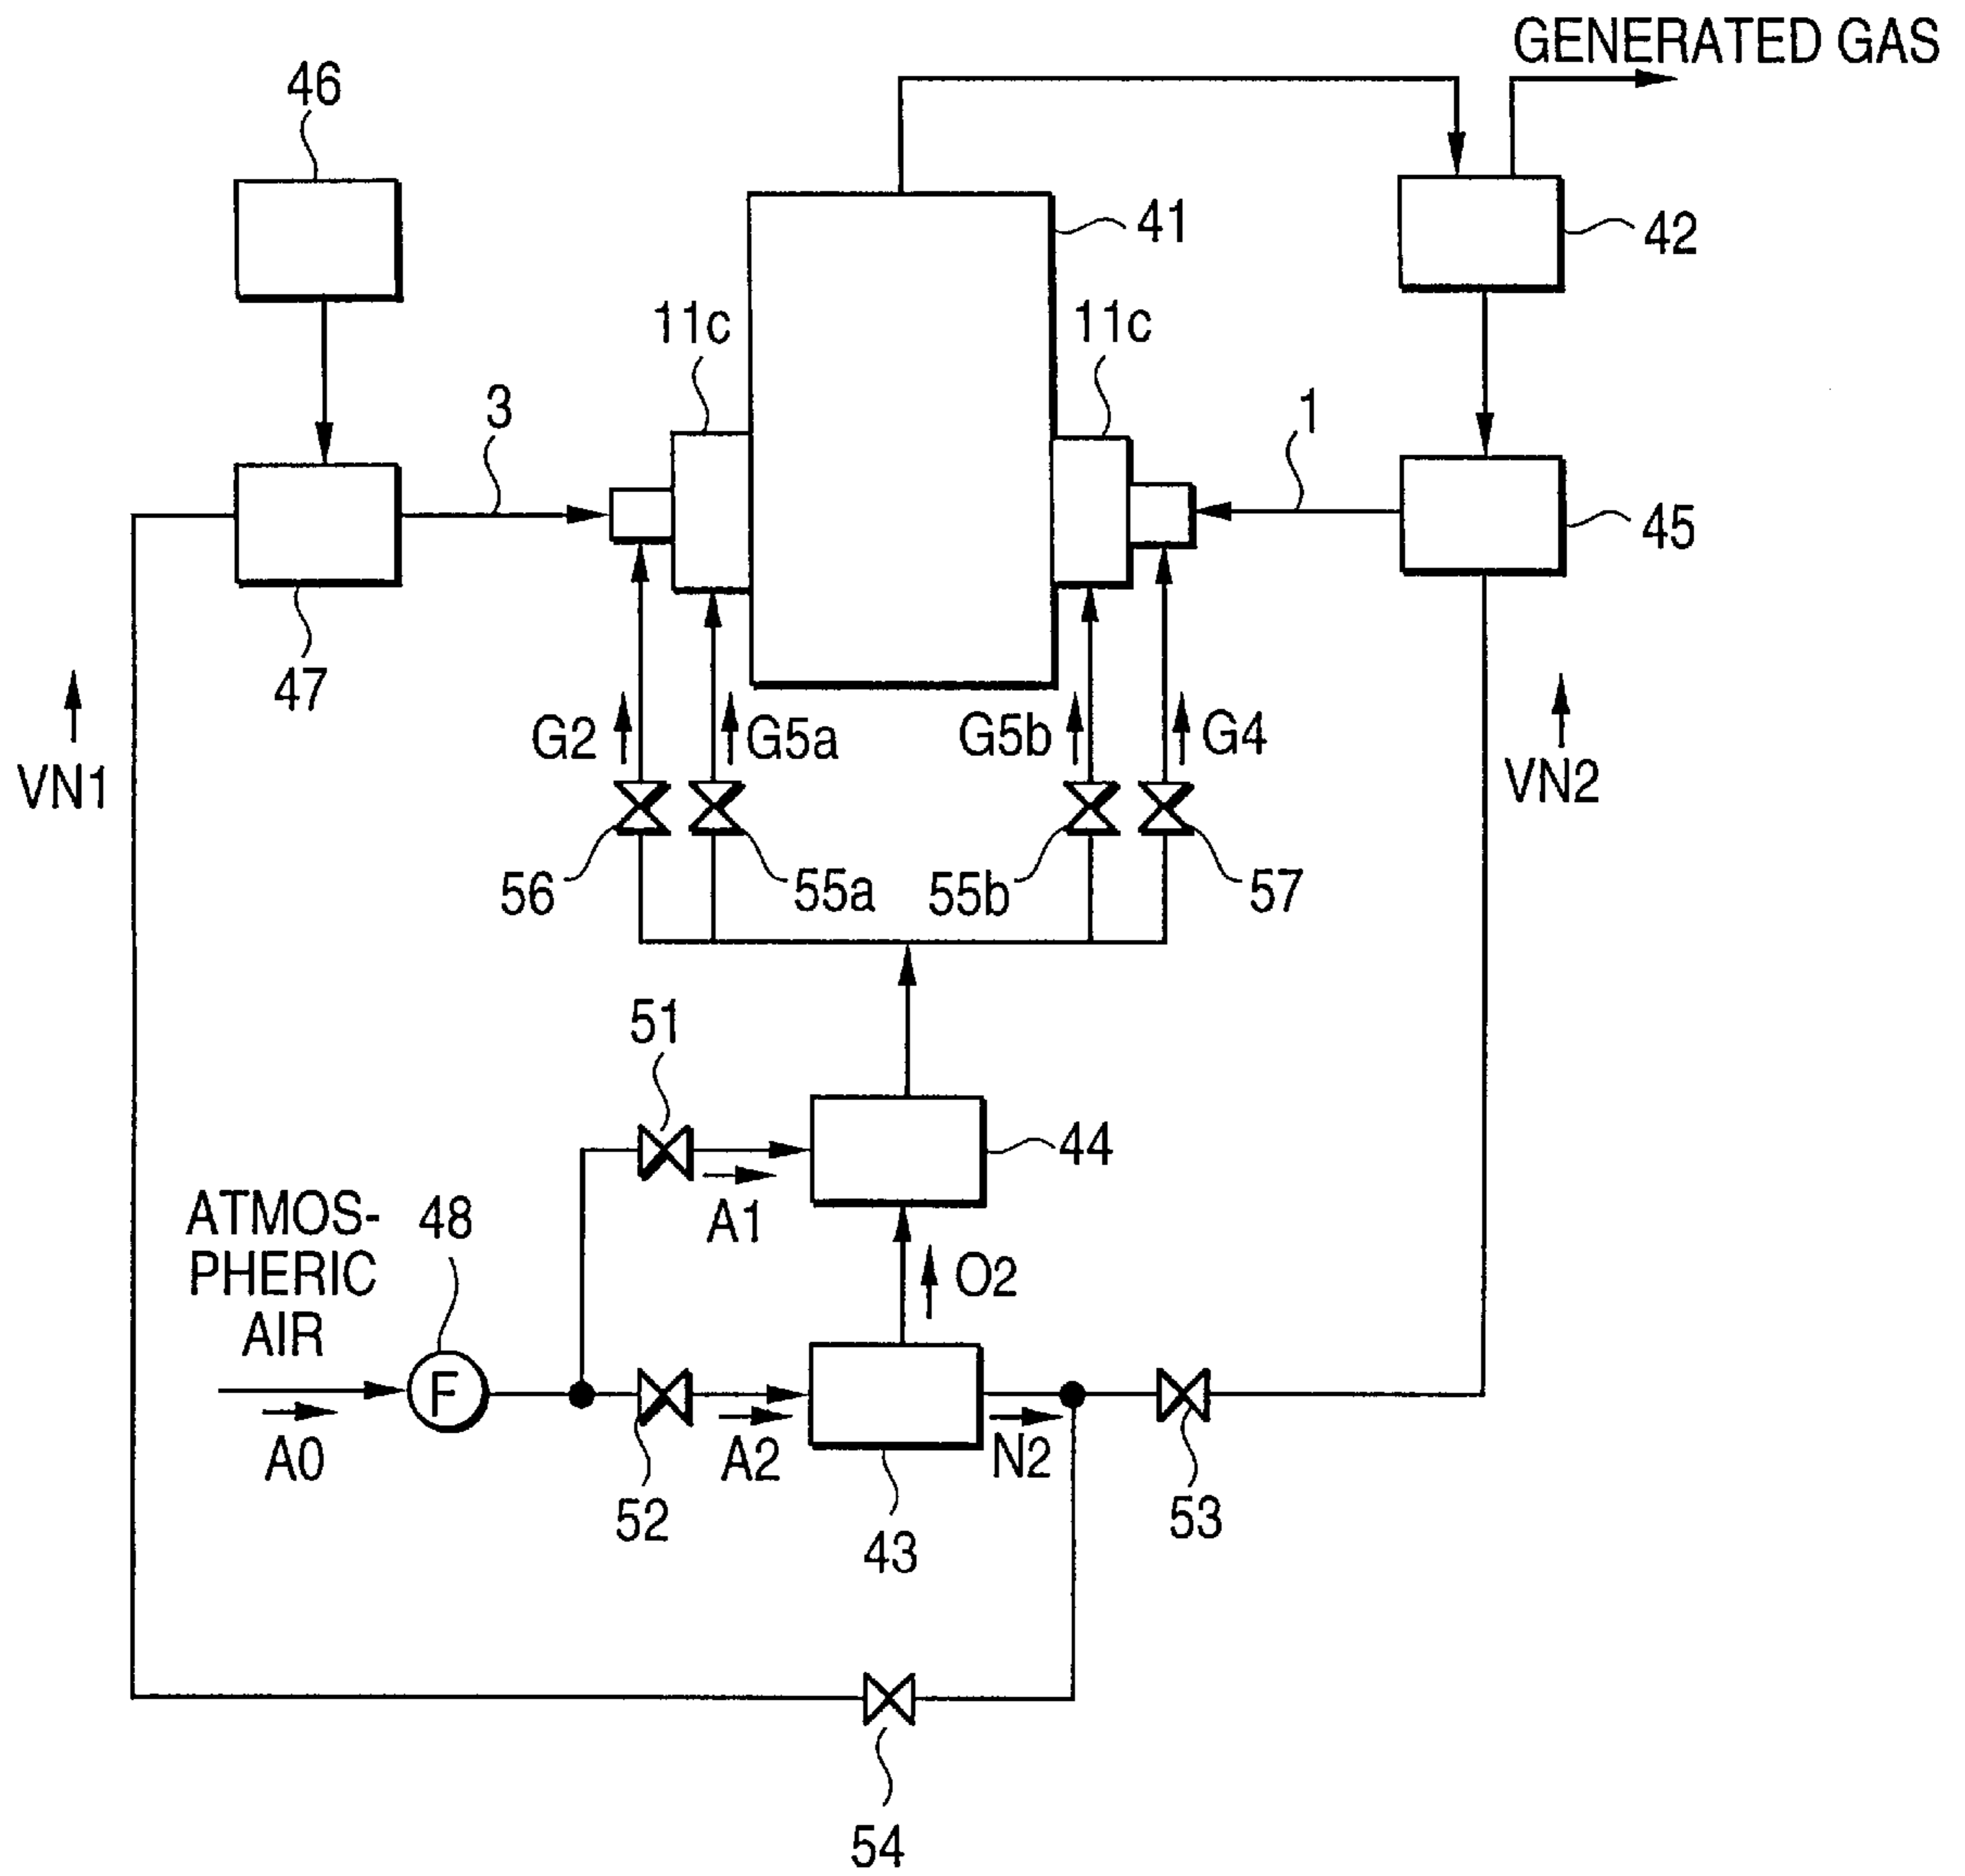 GENERATED GAS
46
41
42
11c
11c
3
1
45
47
G2
G5a
G5b
G4
VN1
VN2
56
55a
55b
57
51
44
A1
ATMOS-
PHERIC
AIR
48
O2
F
A0
A2
N2
52
43
53
54